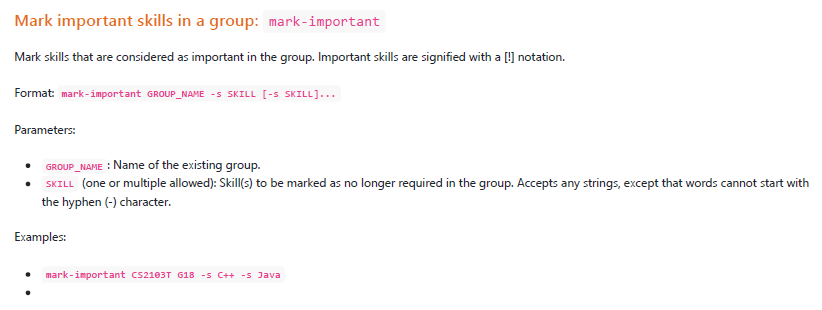 Mark important skills in a group: mark-important
Mark skills that are considered as important in the group. Important skills are signified with a [!] notation.
Format: mark-important GROUP_NAME -s SKILL [-s SKILL]...
Parameters:
• GROUP_NAME : Name of the existing group.
• SKILL (one or multiple allowed): Skill(s) to be marked as no longer required in the group. Accepts any strings, except that words cannot start with
the hyphen (-) character.
Examples:
• mark-important CS2103T G18 -s C++ -s Java
•